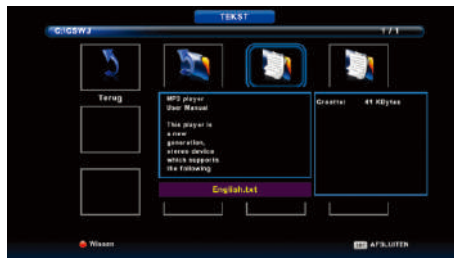 TEKST
C:\GSWJ
1 / 1
Terug
MP3 player
User Manual
This player is
a new
generation,
stereo device
which supports
the following
Grootte: 41 KBytes
English.txt
Wissen
AFSLUITEN